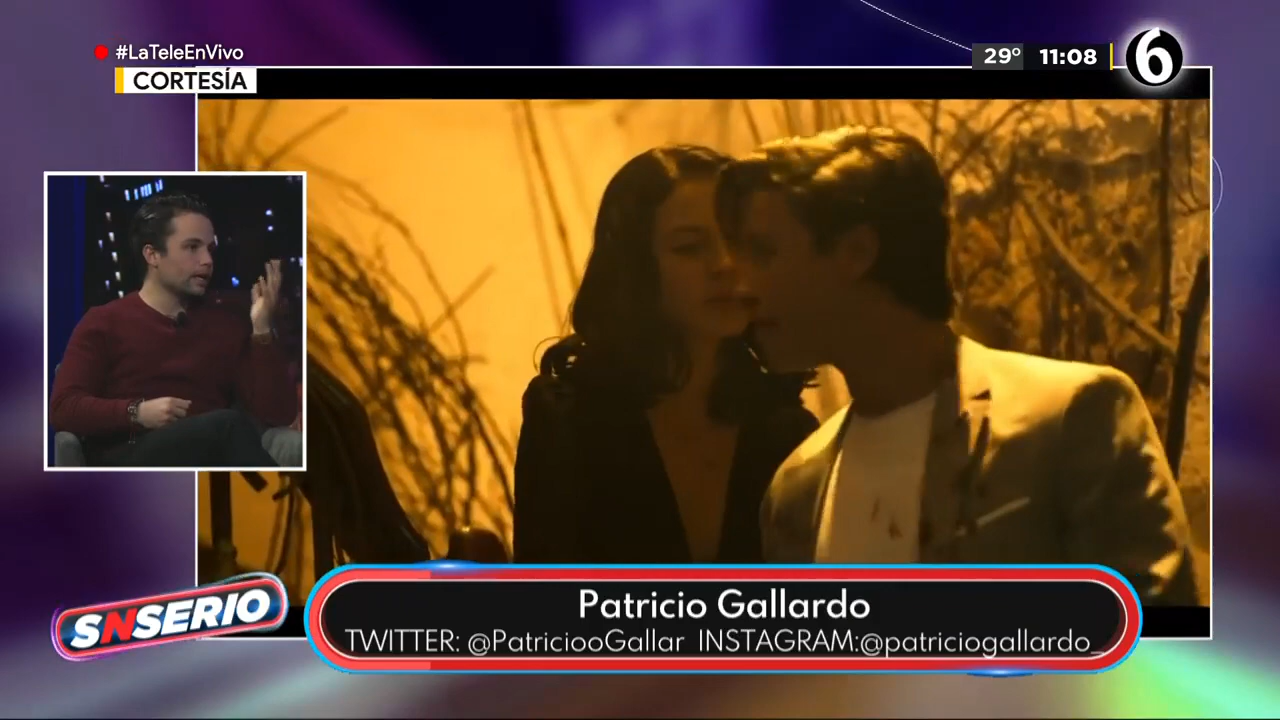 #LaTeleEnVivo
CORTESÍA
29° 11:08
6
SNSERIO
Patricio Gallardo
TWITTER: @PatriciooGallar INSTAGRAM:@patriciogallardo_